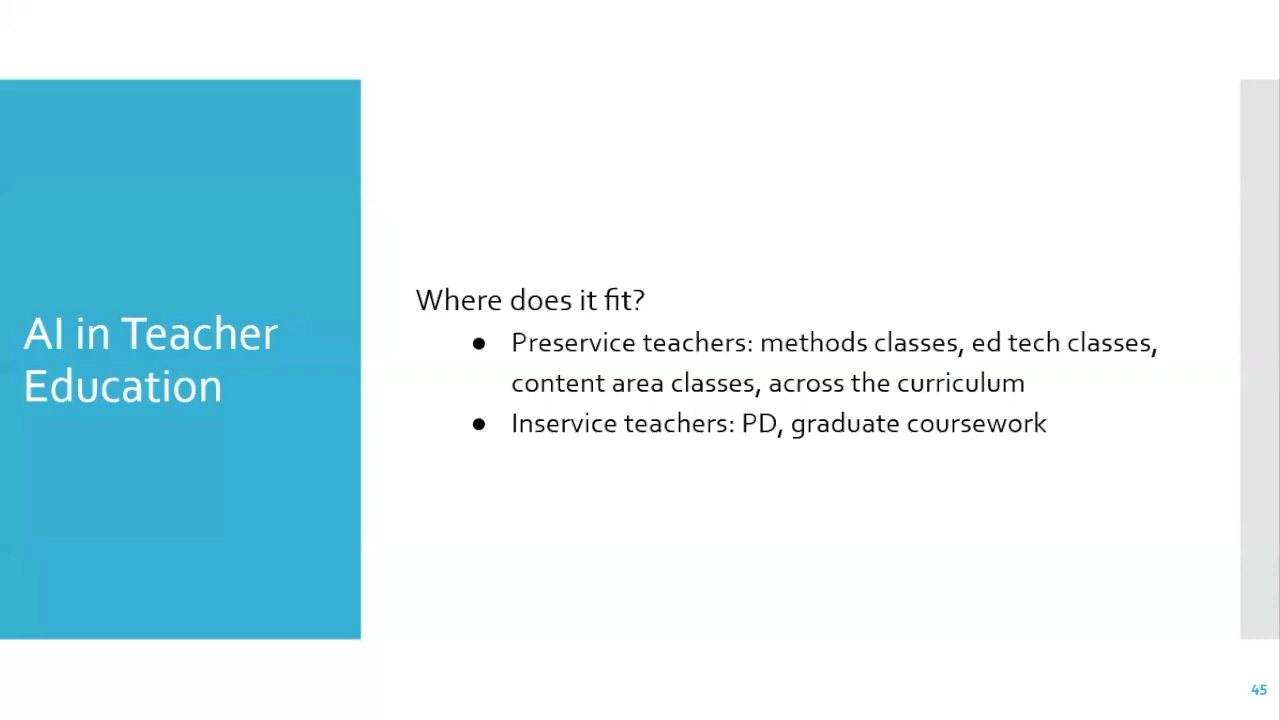 AI in Teacher
Education
Where does it fit?
● Preservice teachers: methods classes, ed tech classes,
content area classes, across the curriculum
● Inservice teachers: PD, graduate coursework
45